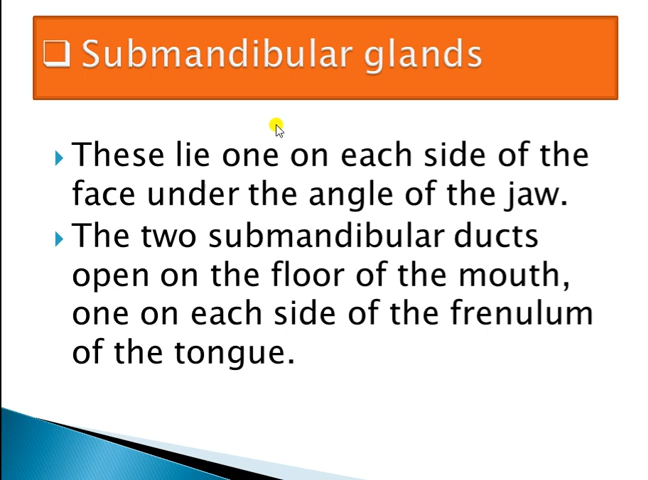 ❑ Submandibular glands
These lie one on each side of the
face under the angle of the jaw.
The two submandibular ducts
open on the floor of the mouth,
one on each side of the frenulum
of the tongue.